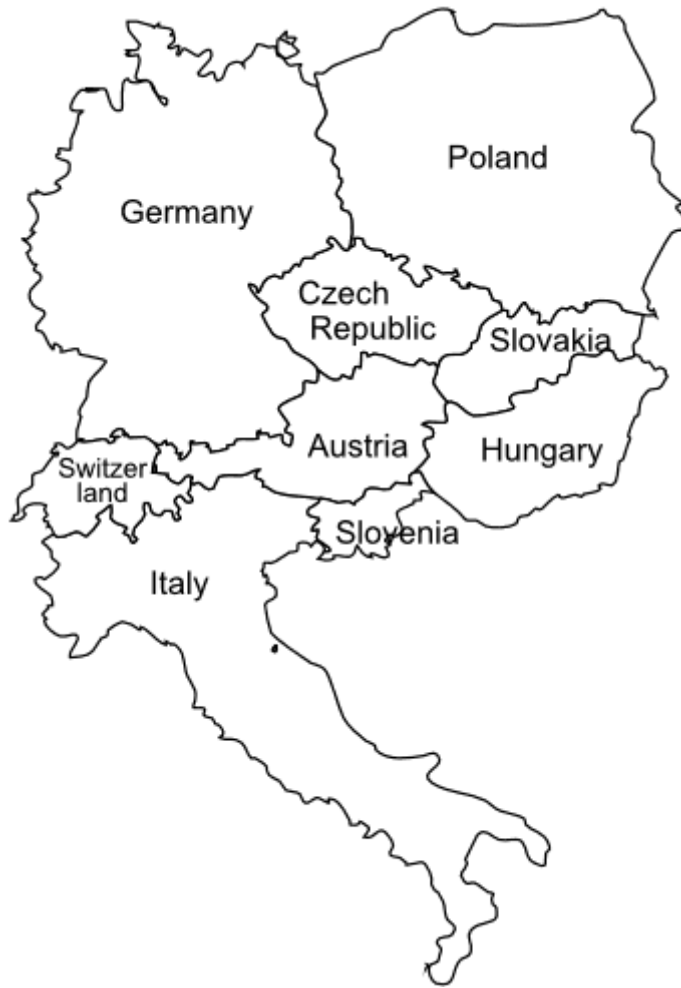 Poland
Germany
Czech
Republic
Slovakia
Austria
Hungary
Switzer
land
Slovenia
Italy